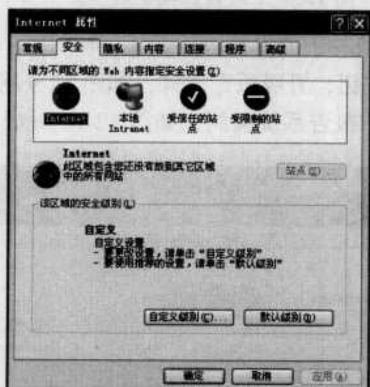 Internet 属性
常规 安全 隐私 内容 连接 程序 高级
请为不同区域的 Web 内容指定安全设置(Z)
Internet 本地 Intranet 受信任的站点 受限制的站点
Internet
此区域包含您还没有放到其它区域
中的所有网站
站点(S)...
该区域的安全级别(L)
自定义
自定义设置
- 要更改设置，请单击“自定义级别”
- 要使用推荐的设置，请单击“默认级别”
自定义级别(C)... 默认级别(D)
确定 取消 应用(A)